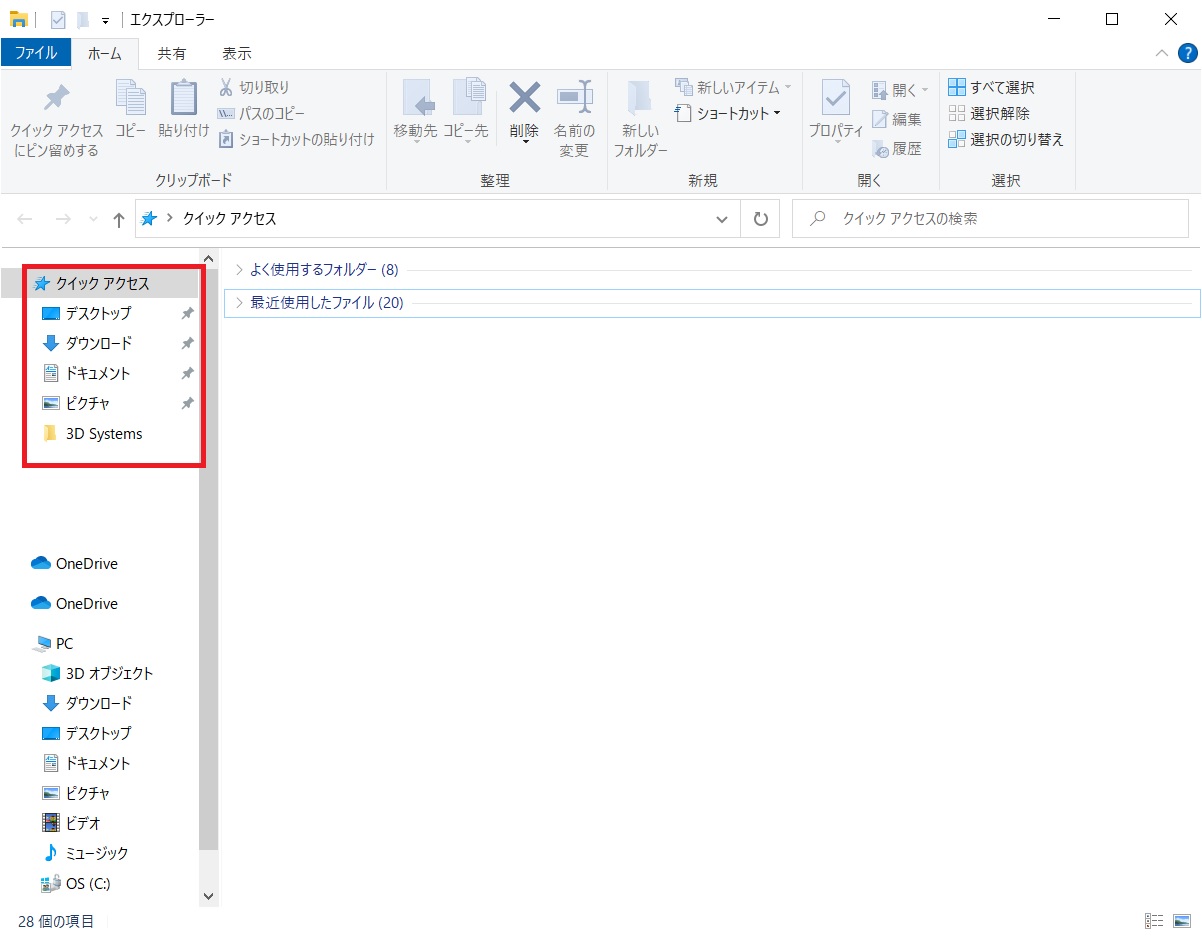 エクスプローラー
ファイル ホーム 共有 表示
クイック アクセス
にピン留めする
コピー
貼り付け
切り取り
パスのコピー
ショートカットの貼り付け
クリップボード
移動先
コピー先
削除
名前の
変更
整理
新しい
フォルダー
新しいアイテム
ショートカット
新規
プロパティ
開く
編集
履歴
開く
すべて選択
選択解除
選択の切り替え
選択
クイック アクセス
クイック アクセスの検索
クイック アクセス
デスクトップ
ダウンロード
ドキュメント
ピクチャ
3D Systems
OneDrive
OneDrive
PC
3D オブジェクト
ダウンロード
デスクトップ
ドキュメント
ピクチャ
ビデオ
ミュージック
OS (C:)
よく使用するフォルダー (8)
最近使用したファイル (20)
28 個の項目